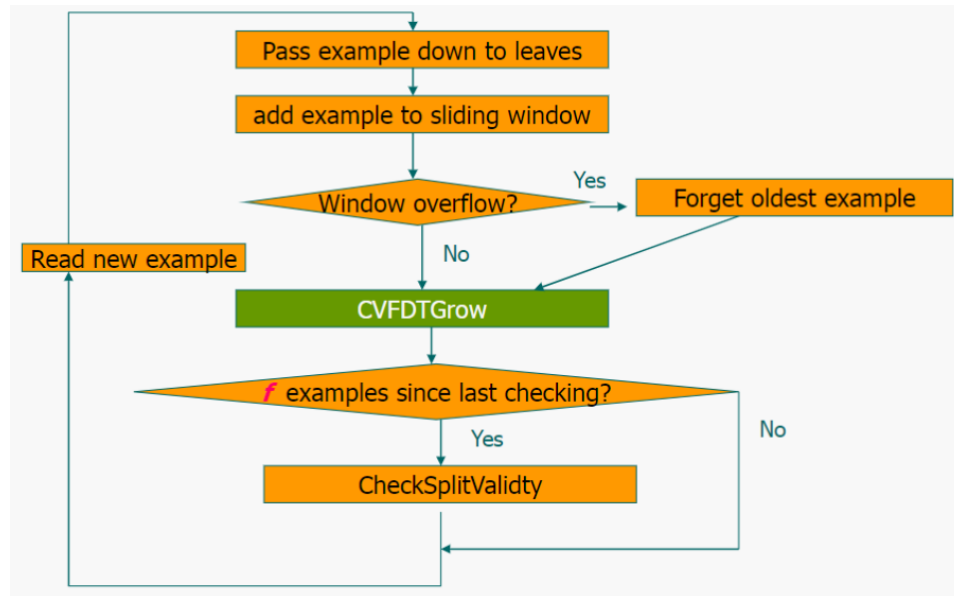 Pass example down to leaves
add example to sliding window
Window overflow?
Yes
Forget oldest example
No
Read new example
CVFDTGrow
f examples since last checking?
No
Yes
CheckSplitValidty